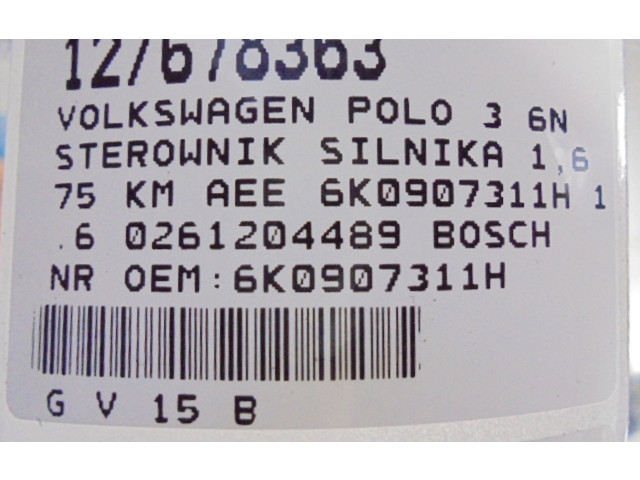 127678363
VOLKSWAGEN POLO 3 6N
STEROWNIK SILNIKA 1,6
75 KM AEE 6K0907311H 1
.6 0261204489 BOSCH
NR OEM:6K0907311H
G V 15 B